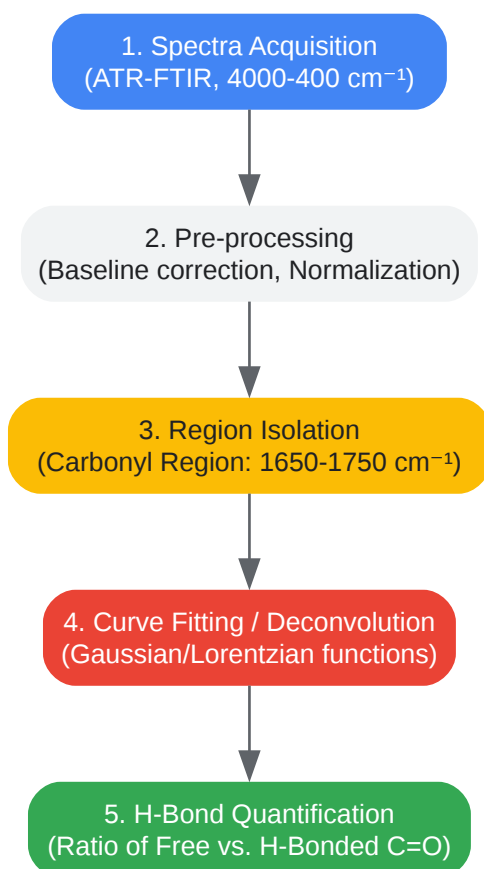 1. Spectra Acquisition
(ATR-FTIR, 4000-400 cm⁻¹)
2. Pre-processing
(Baseline correction, Normalization)
3. Region Isolation
(Carbonyl Region: 1650-1750 cm⁻¹)
4. Curve Fitting / Deconvolution
(Gaussian/Lorentzian functions)
5. H-Bond Quantification
(Ratio of Free vs. H-Bonded C=O)